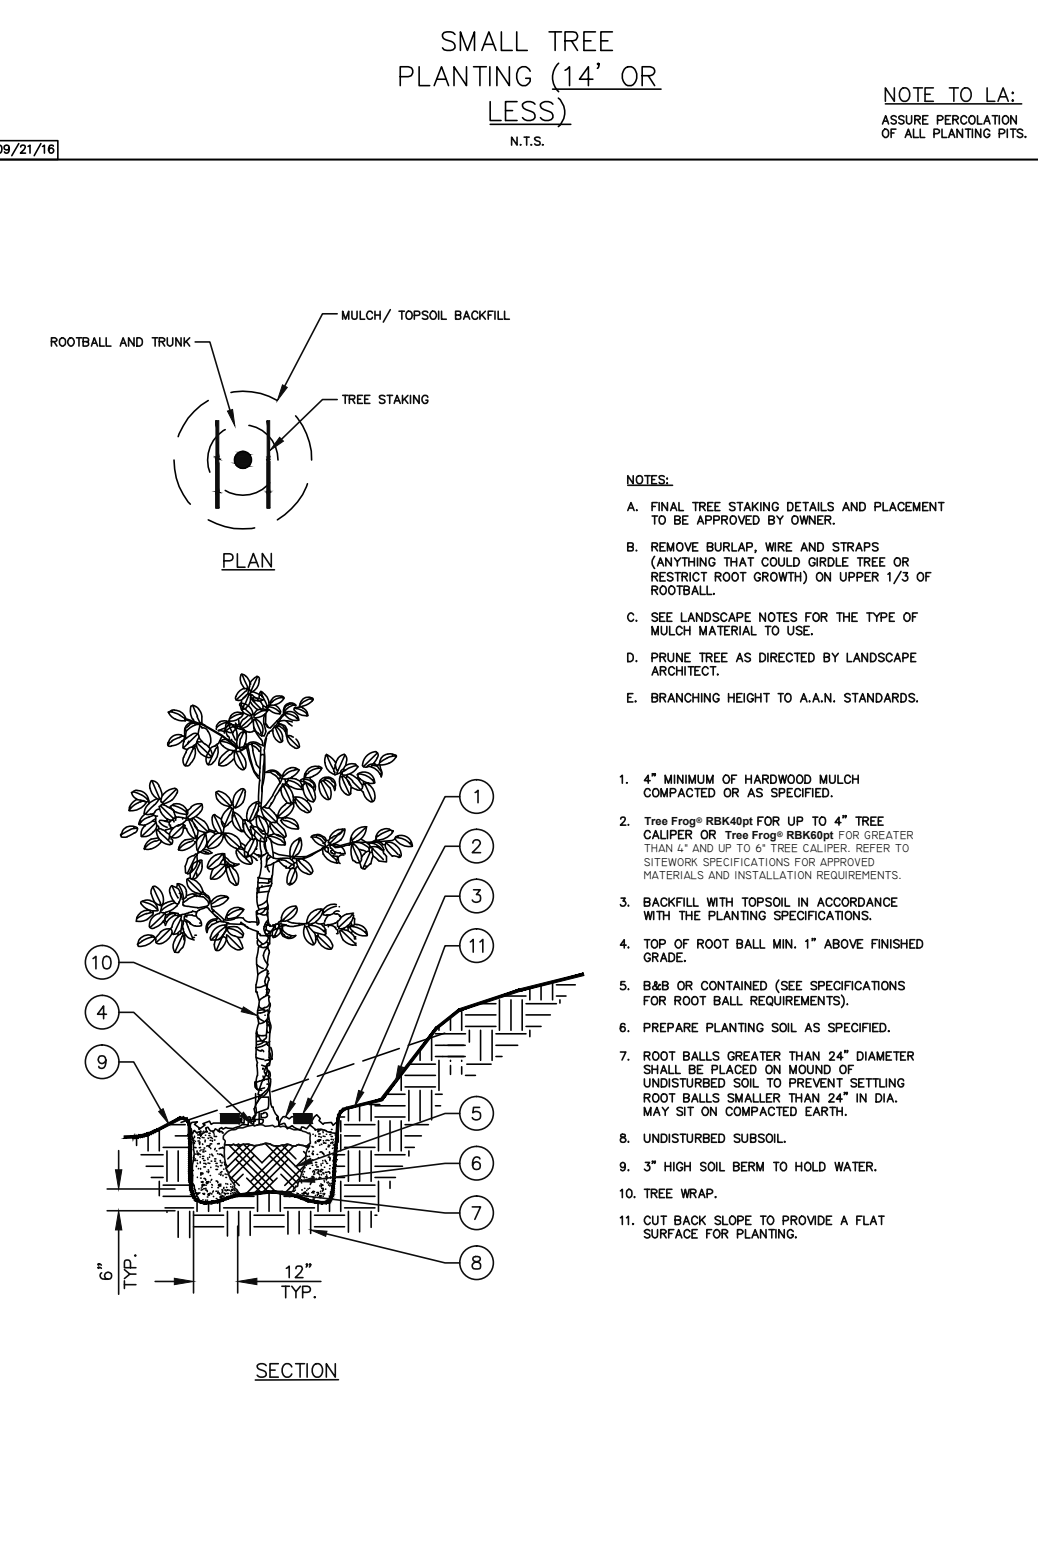 SMALL TREE
PLANTING (14' OR
LESS)
N.T.S.
NOTE TO LA:
ASSURE PERCOLATION
OF ALL PLANTING PITS.
09/21/16
MULCH/ TOPSOIL BACKFILL
ROOTBALL AND TRUNK
TREE STAKING
PLAN
NOTES:
A. FINAL TREE STAKING DETAILS AND PLACEMENT
TO BE APPROVED BY OWNER.
B. REMOVE BURLAP, WIRE AND STRAPS
(ANYTHING THAT COULD GIRDLE TREE OR
RESTRICT ROOT GROWTH) ON UPPER 1/3 OF
ROOTBALL.
C. SEE LANDSCAPE NOTES FOR THE TYPE OF
MULCH MATERIAL TO USE.
D. PRUNE TREE AS DIRECTED BY LANDSCAPE
ARCHITECT.
E. BRANCHING HEIGHT TO A.A.N. STANDARDS.
1. 4" MINIMUM OF HARDWOOD MULCH
COMPACTED OR AS SPECIFIED.
2. Tree Frog® RBK40pt FOR UP TO 4" TREE
CALIPER OR Tree Frog® RBK60pt FOR GREATER
THAN 4" AND UP TO 6" TREE CALIPER. REFER TO
SITEWORK SPECIFICATIONS FOR APPROVED
MATERIALS AND INSTALLATION REQUIREMENTS.
3. BACKFILL WITH TOPSOIL IN ACCORDANCE
WITH THE PLANTING SPECIFICATIONS.
4. TOP OF ROOT BALL MIN. 1" ABOVE FINISHED
GRADE.
5. B&B OR CONTAINED (SEE SPECIFICATIONS
FOR ROOT BALL REQUIREMENTS).
6. PREPARE PLANTING SOIL AS SPECIFIED.
7. ROOT BALLS GREATER THAN 24" DIAMETER
SHALL BE PLACED ON MOUND OF
UNDISTURBED SOIL TO PREVENT SETTLING
ROOT BALLS SMALLER THAN 24" IN DIA.
MAY SIT ON COMPACTED EARTH.
8. UNDISTURBED SUBSOIL.
9. 3" HIGH SOIL BERM TO HOLD WATER.
10. TREE WRAP.
11. CUT BACK SLOPE TO PROVIDE A FLAT
SURFACE FOR PLANTING.
1
2
3
11
10
4
9
5
6
7
8
6"
TYP.
12"
TYP.
SECTION